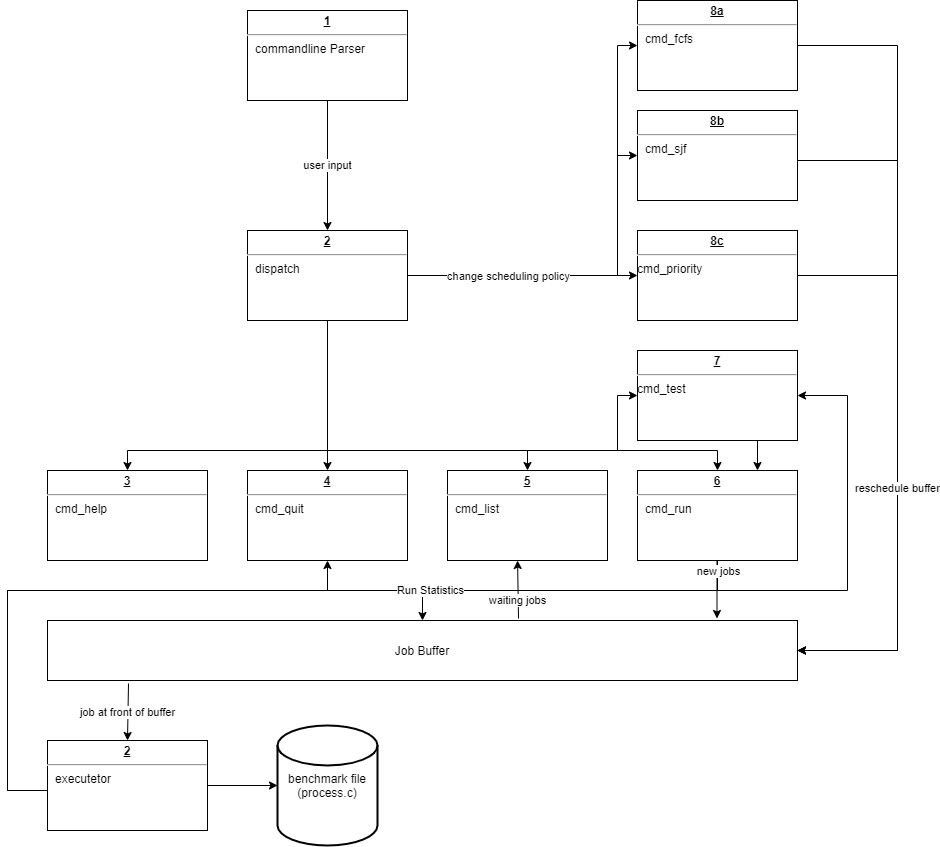 1
commandline Parser
user input
2
dispatch
change scheduling policy
8a
cmd_fcfs
8b
cmd_sjf
8c
cmd_priority
7
cmd_test
3
cmd_help
4
cmd_quit
5
cmd_list
6
cmd_run
reschedule buffer
new jobs
Run Statistics
waiting jobs
Job Buffer
job at front of buffer
2
executetor
benchmark file
(process.c)